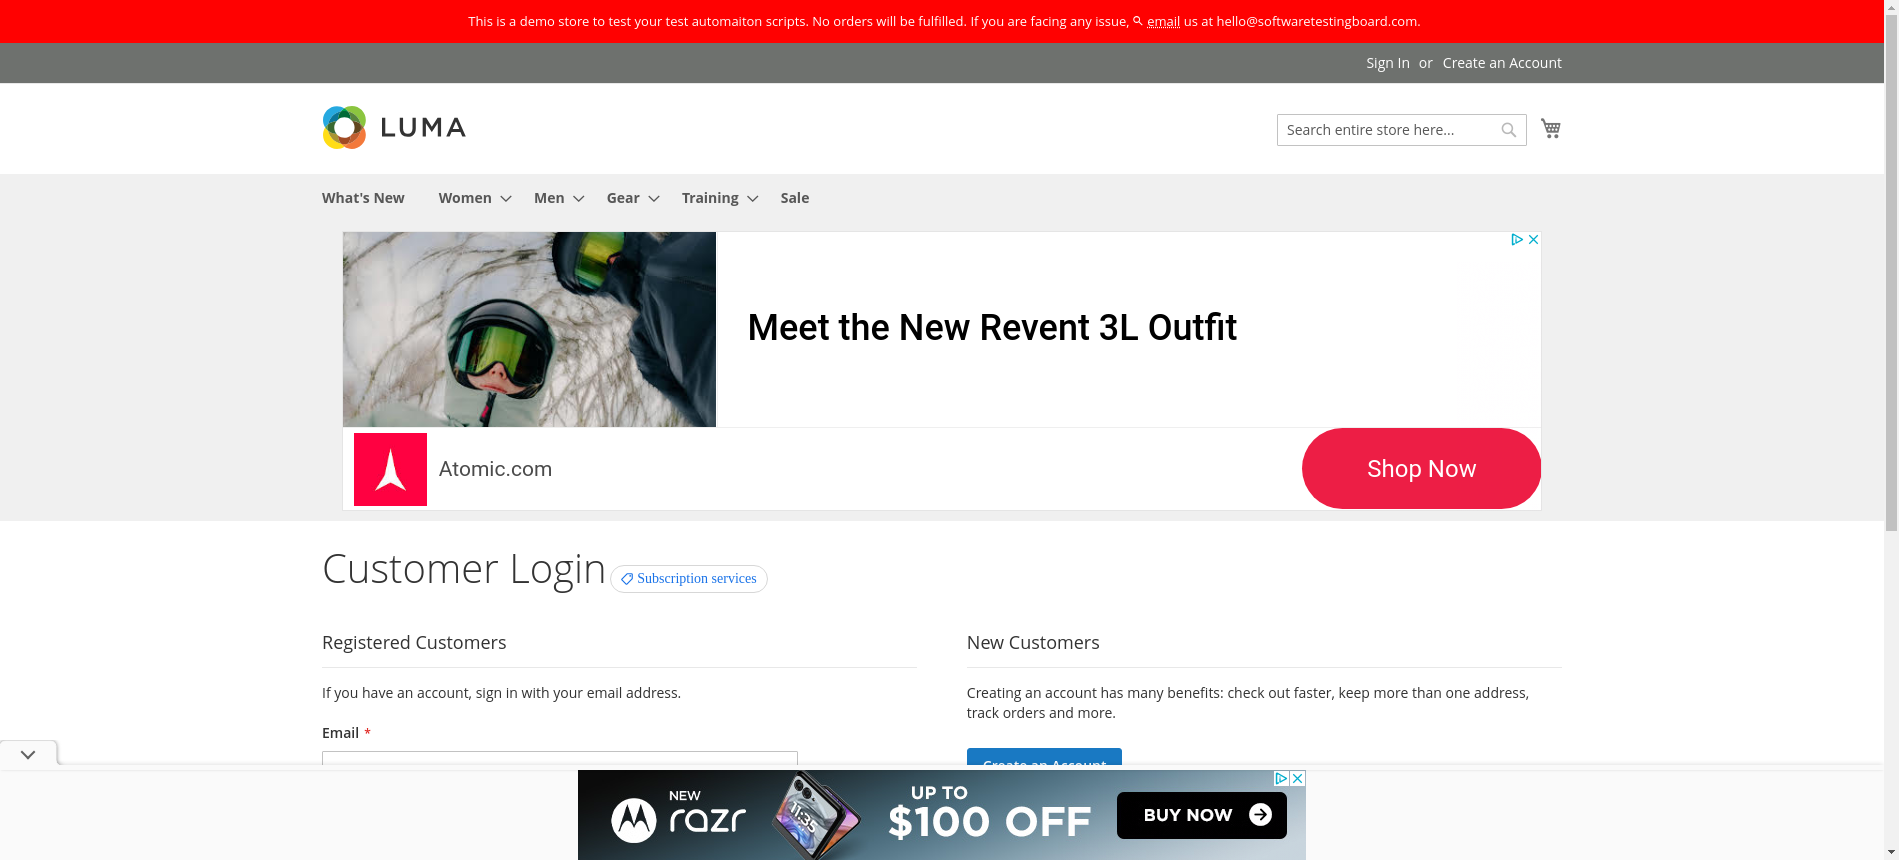 This is a demo store to test your test automaiton scripts. No orders will be fulfilled. If you are facing any issue, email us at hello@softwaretestingboard.com.
Sign In or Create an Account
LUMA
Search entire store here...
What's New Women Men Gear Training Sale
Meet the New Revent 3L Outfit
Atomic.com
Shop Now
Customer Login
Subscription services
Registered Customers
If you have an account, sign in with your email address.
Email *
New Customers
Creating an account has many benefits: check out faster, keep more than one address,
track orders and more.
Create an Account
NEW
razr
11:35
UP TO
$100 OFF
BUY NOW